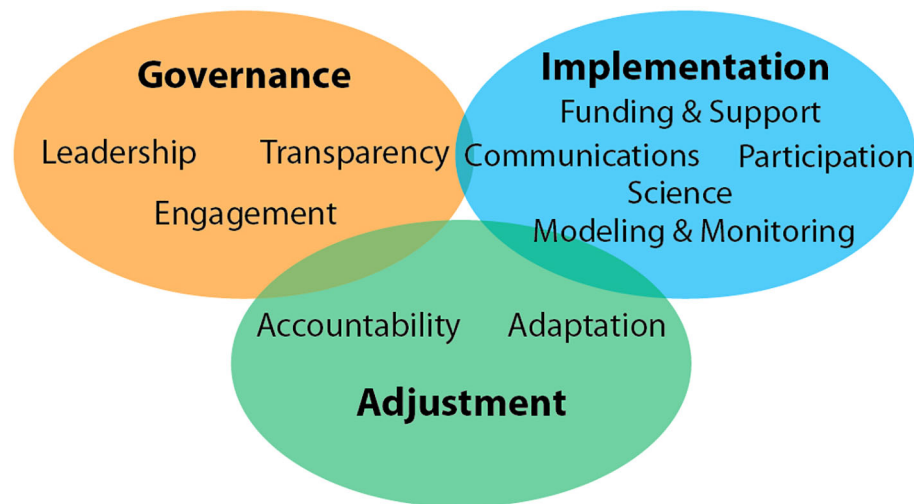 Governance
Leadership Transparency
Engagement
Implementation
Funding & Support
Communications Participation
Science
Modeling & Monitoring
Accountability Adaptation
Adjustment